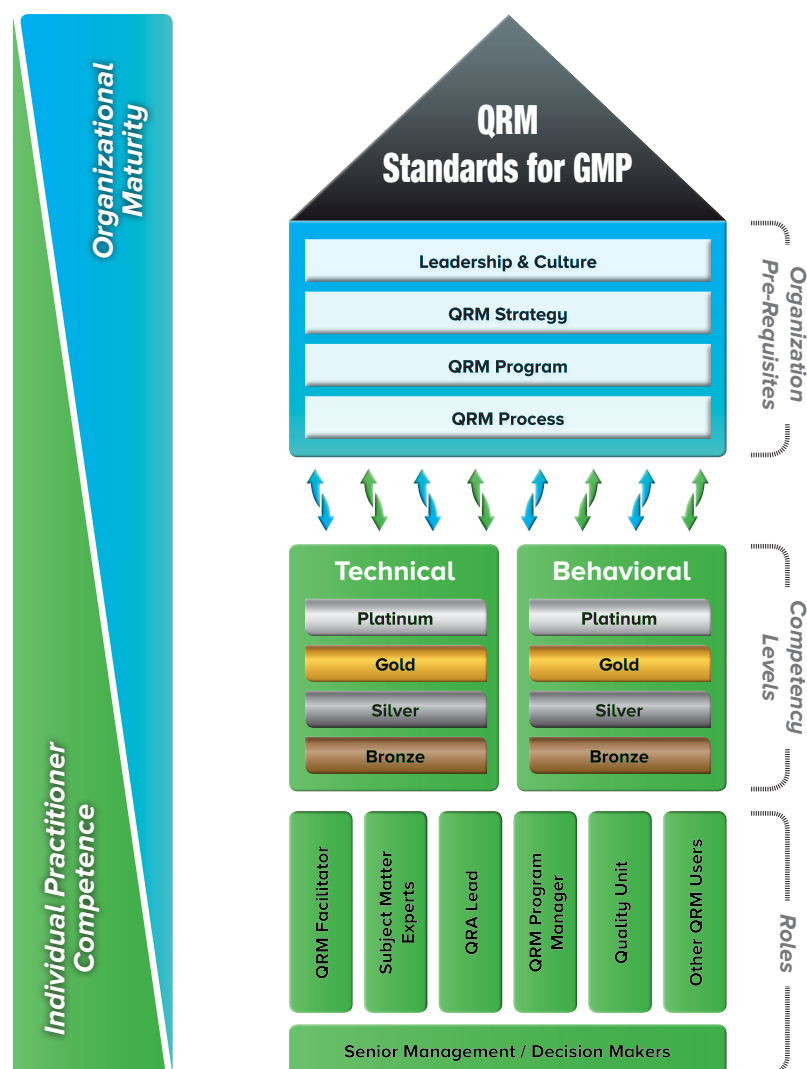 Organizational
Maturity
QRM
Standards for GMP
Leadership & Culture
QRM Strategy
QRM Program
QRM Process
Organization
Pre-Requisites
Technical
Platinum
Gold
Silver
Bronze
Behavioral
Platinum
Gold
Silver
Bronze
Competency
Levels
Individual Practitioner
Competence
QRM Facilitator
Subject Matter
Experts
QRA Lead
QRM Program
Manager
Quality Unit
Other QRM Users
Roles
Senior Management / Decision Makers